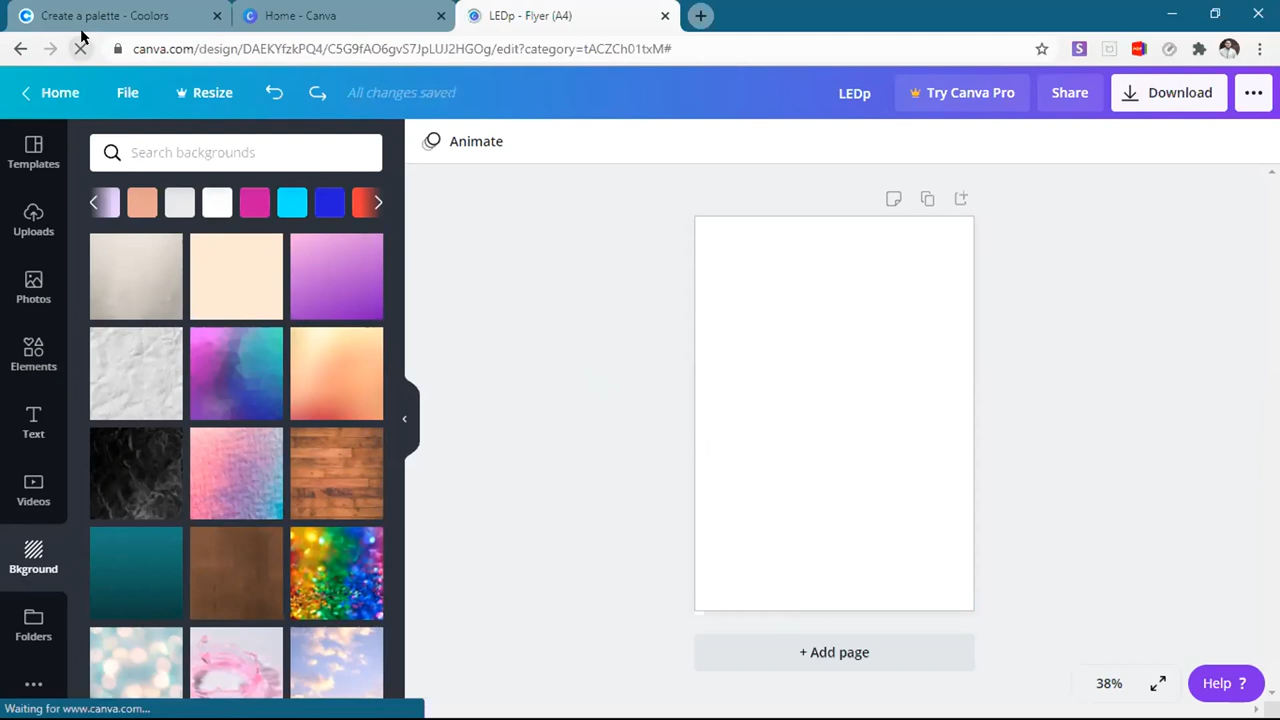 Create a palette - Coolors
Home - Canva
LEDp - Flyer (A4)
canva.com/design/DAEKYfzkPQ4/C5G9fAO6gvS7JpLUJ2HGOg/edit?category=tACZCh01txM#
Home
File
Resize
All changes saved
LEDp
Try Canva Pro
Share
Download
Templates
Uploads
Photos
Elements
Text
Videos
Bkground
Folders
Search backgrounds
Animate
+ Add page
38%
Help ?
Waiting for www.canva.com...